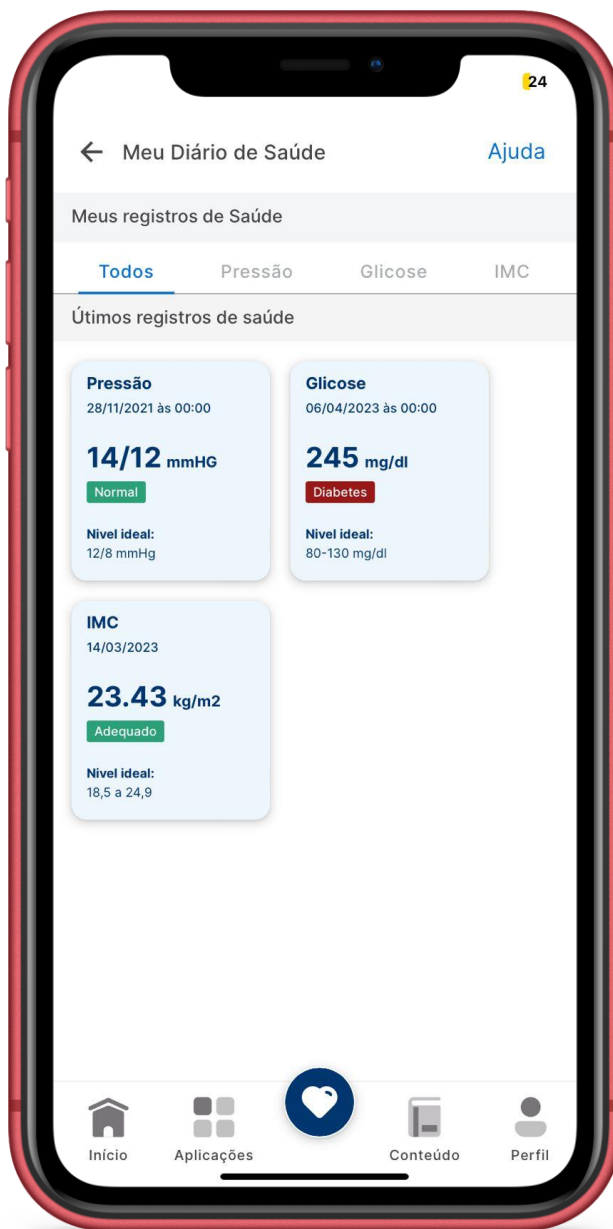 24
Meu Diário de Saúde
Ajuda
Meus registros de Saúde
Todos
Pressão
Glicose
IMC
Útimos registros de saúde
Pressão
28/11/2021 às 00:00
14/12 mmHG
Normal
Nivel ideal:
12/8 mmHg
Glicose
06/04/2023 às 00:00
245 mg/dl
Diabetes
Nivel ideal:
80-130 mg/dl
IMC
14/03/2023
23.43 kg/m2
Adequado
Nivel ideal:
18,5 a 24,9
Início
Aplicações
Conteúdo
Perfil